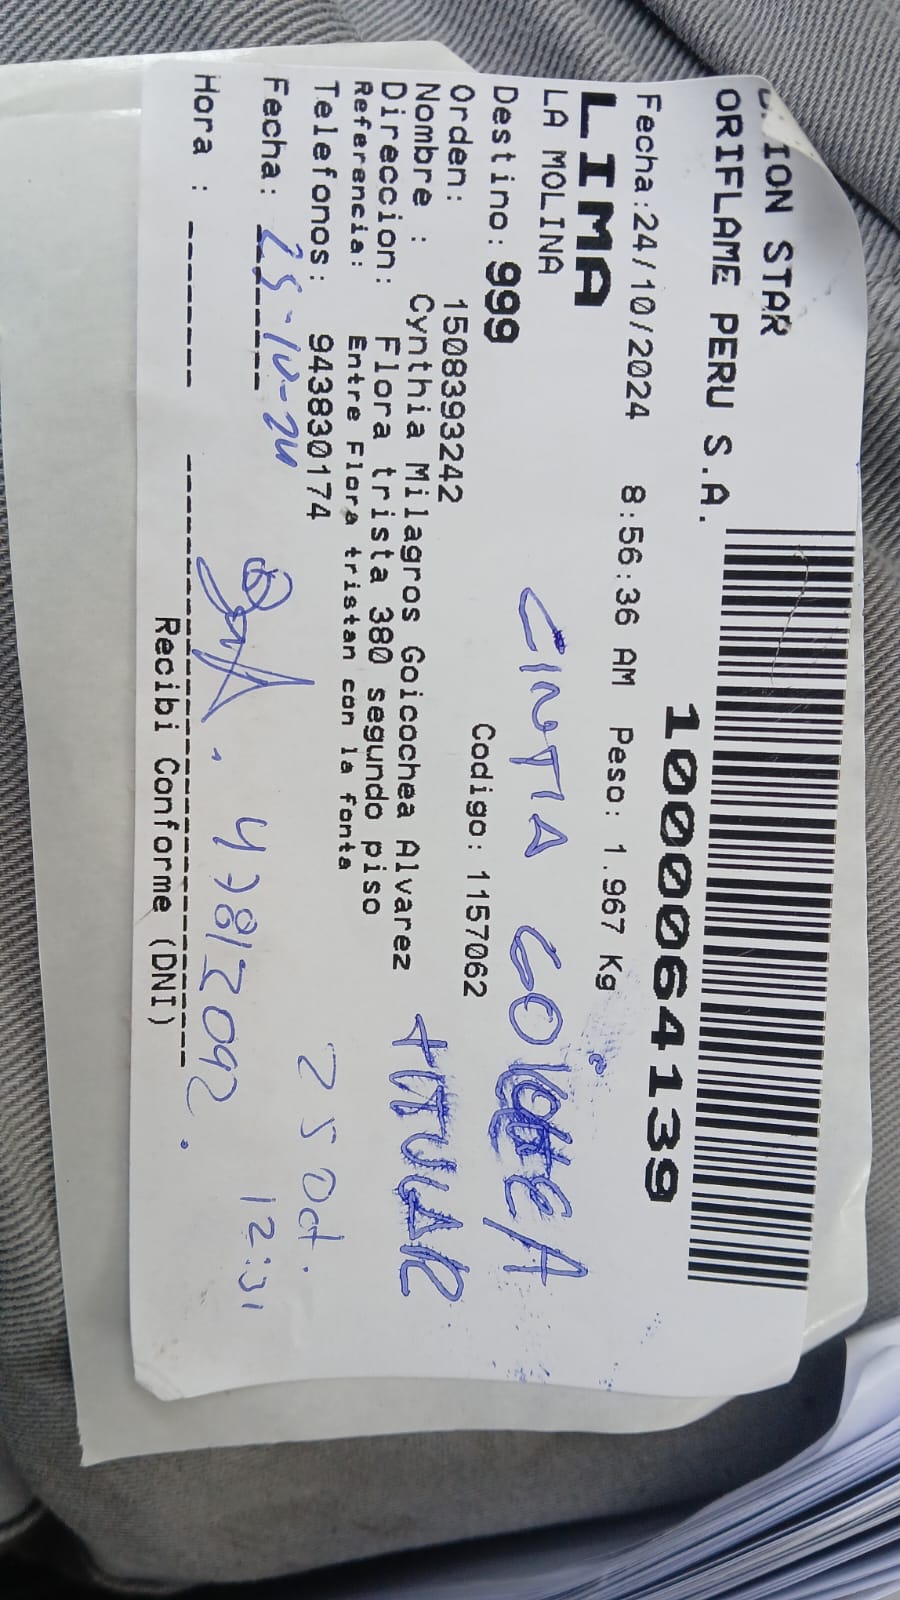 ION STAR
ORIFLAME PERU S.A.
1000064139
Fecha:24/10/2024 8:56:36 AM Peso: 1.967 Kg
LIMA
LA MOLINA
CINTIA
Destino: 999
Orden: 1508393242 Codigo: 1157062
Nombre : Cynthia Milagros Goicochea Alvarez
TITULAR
Direccion: Flora trista 380 segundo piso
Referencia: Entre Flora tristan con la fonta
Telefonos: 943830174
25 Oct.
Fecha: 25-10-24
12:31
Hora : -------
Recibi Conforme (DNI)